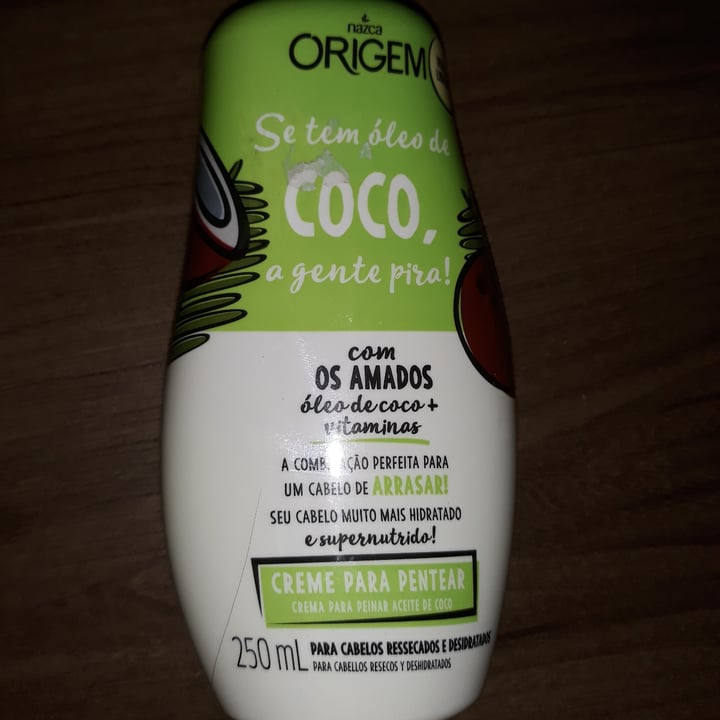 nazca
ORIGEM
Se tem óleo de
COCO,
a gente pira!
com
OS AMADOS
óleo de coco +
vitaminas
A COMBINAÇÃO PERFEITA PARA
UM CABELO DE ARRASAR!
SEU CABELO MUITO MAIS HIDRATADO
e supernutrido!
CREME PARA PENTEAR
CREMA PARA PEINAR ACEITE DE COCO
250 mL PARA CABELOS RESSECADOS E DESIDRATADOS
PARA CABELLOS RESECOS Y DESHIDRATADOS